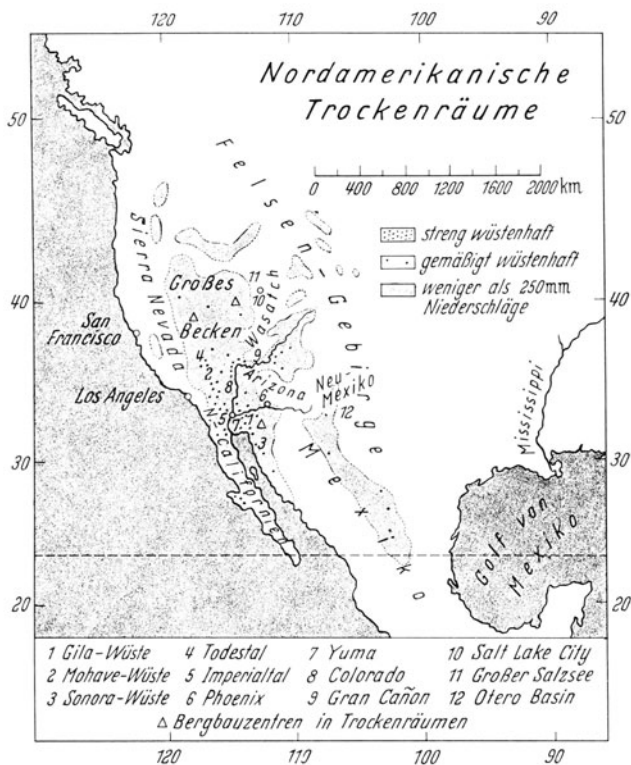 120 110 100 90
Nordamerikanische
Trockenräume
50
50
Felsen-Gebirge
0 400 600 800 1200 1600 2000 km
streng wüstenhaft
gemäßigt wüstenhaft
weniger als 250mm
Niederschläge
Sierra Nevada
Großes
Becken
11
10
Wasatch
40
40
San
Francisco
4
9
2
8
Arizona
Neu-
Mexiko
12
Los Angeles
6
5
7
1
3
Mississippi
30
30
Californien
Mexiko
Golf von
Mexiko
20
20
1 Gila-Wüste 4 Todestal 7 Yuma 10 Salt Lake City
2 Mohave-Wüste 5 Imperialtal 8 Colorado 11 Großer Salzsee
3 Sonora-Wüste 6 Phoenix 9 Gran Cañon 12 Otero Basin
Bergbauzentren in Trockenräumen
120 110 100 90